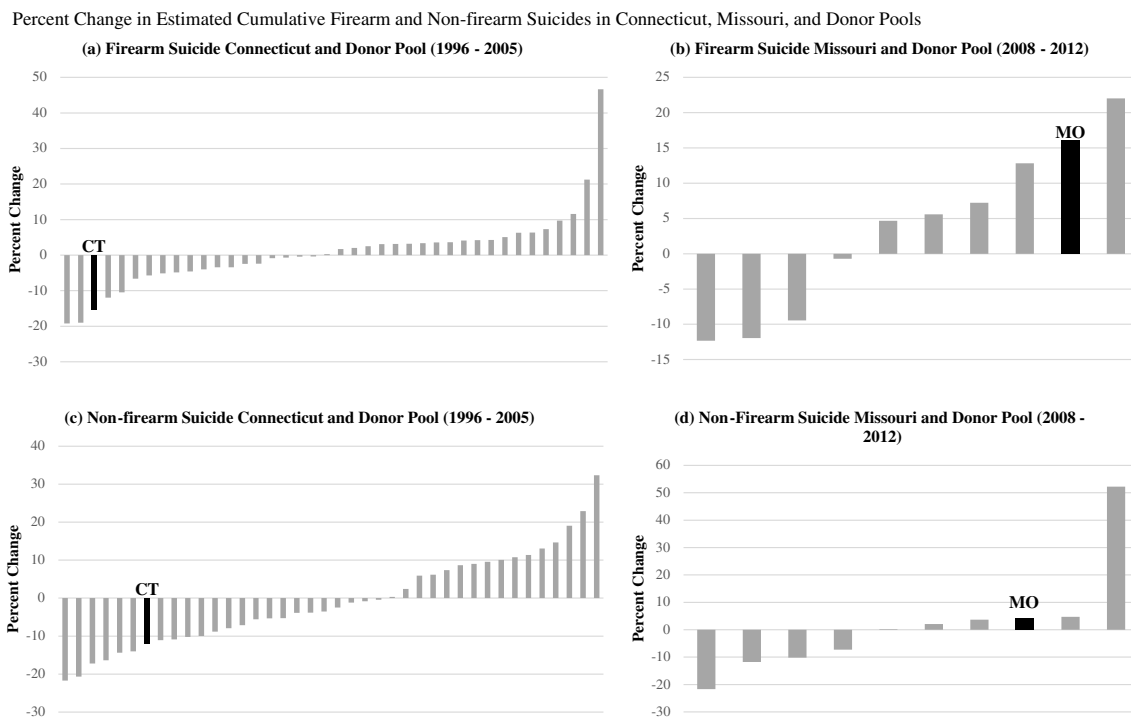 Percent Change in Estimated Cumulative Firearm and Non-firearm Suicides in Connecticut, Missouri, and Donor Pools
(a) Firearm Suicide Connecticut and Donor Pool (1996 - 2005)
50
40
30
20
10
0
-10
-20
-30
Percent Change
CT
(b) Firearm Suicide Missouri and Donor Pool (2008 - 2012)
25
20
15
10
5
0
-5
-10
-15
Percent Change
MO
(c) Non-firearm Suicide Connecticut and Donor Pool (1996 - 2005)
40
30
20
10
0
-10
-20
-30
Percent Change
CT
(d) Non-Firearm Suicide Missouri and Donor Pool (2008 -
2012)
60
50
40
30
20
10
0
-10
-20
-30
Percent Change
MO